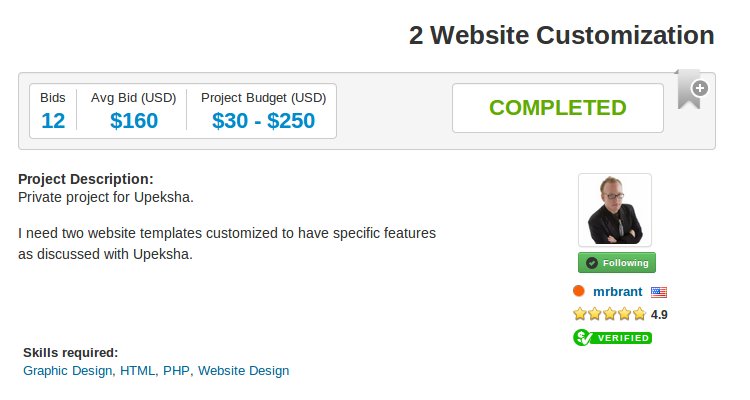 2 Website Customization
Bids Avg Bid (USD) Project Budget (USD)
12 $160 $30 - $250
COMPLETED
Project Description:
Private project for Upeksha.
I need two website templates customized to have specific features
as discussed with Upeksha.
Following
mrbrant
4.9
VERIFIED
Skills required:
Graphic Design, HTML, PHP, Website Design